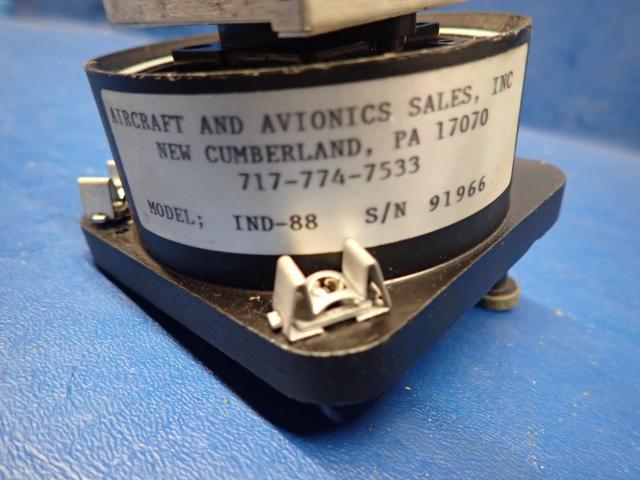 AIRCRAFT AND AVIONICS SALES, INC
NEW CUMBERLAND, PA 17070
717-774-7533
MODEL; IND-88 S/N 91966